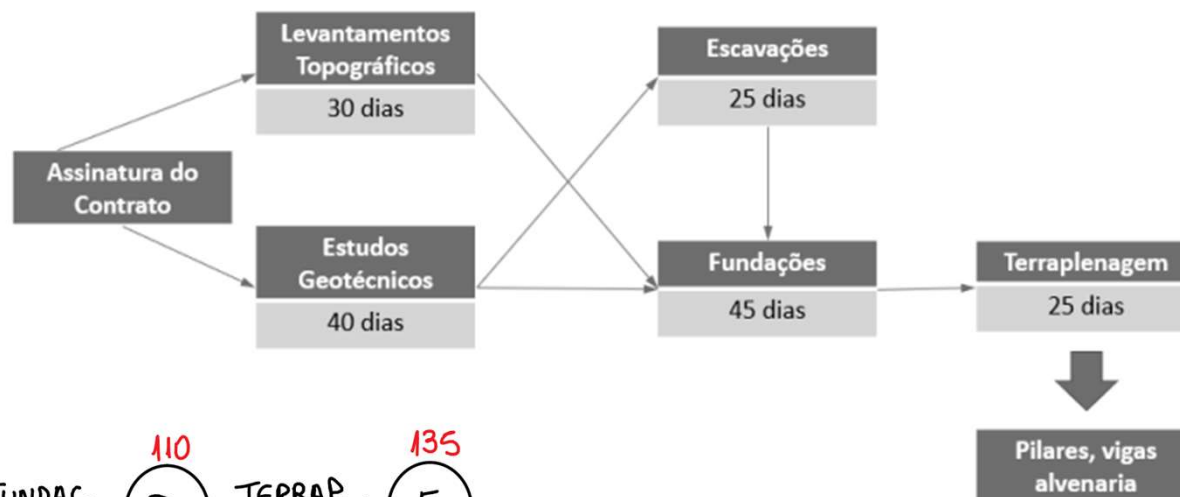 Levantamentos
Topográficos
30 dias
Escavações
25 dias
Assinatura do
Contrato
Estudos
Geotécnicos
40 dias
Fundações
45 dias
Terraplenagem
25 dias
Pilares, vigas
alvenaria
110
135
TERRAP.